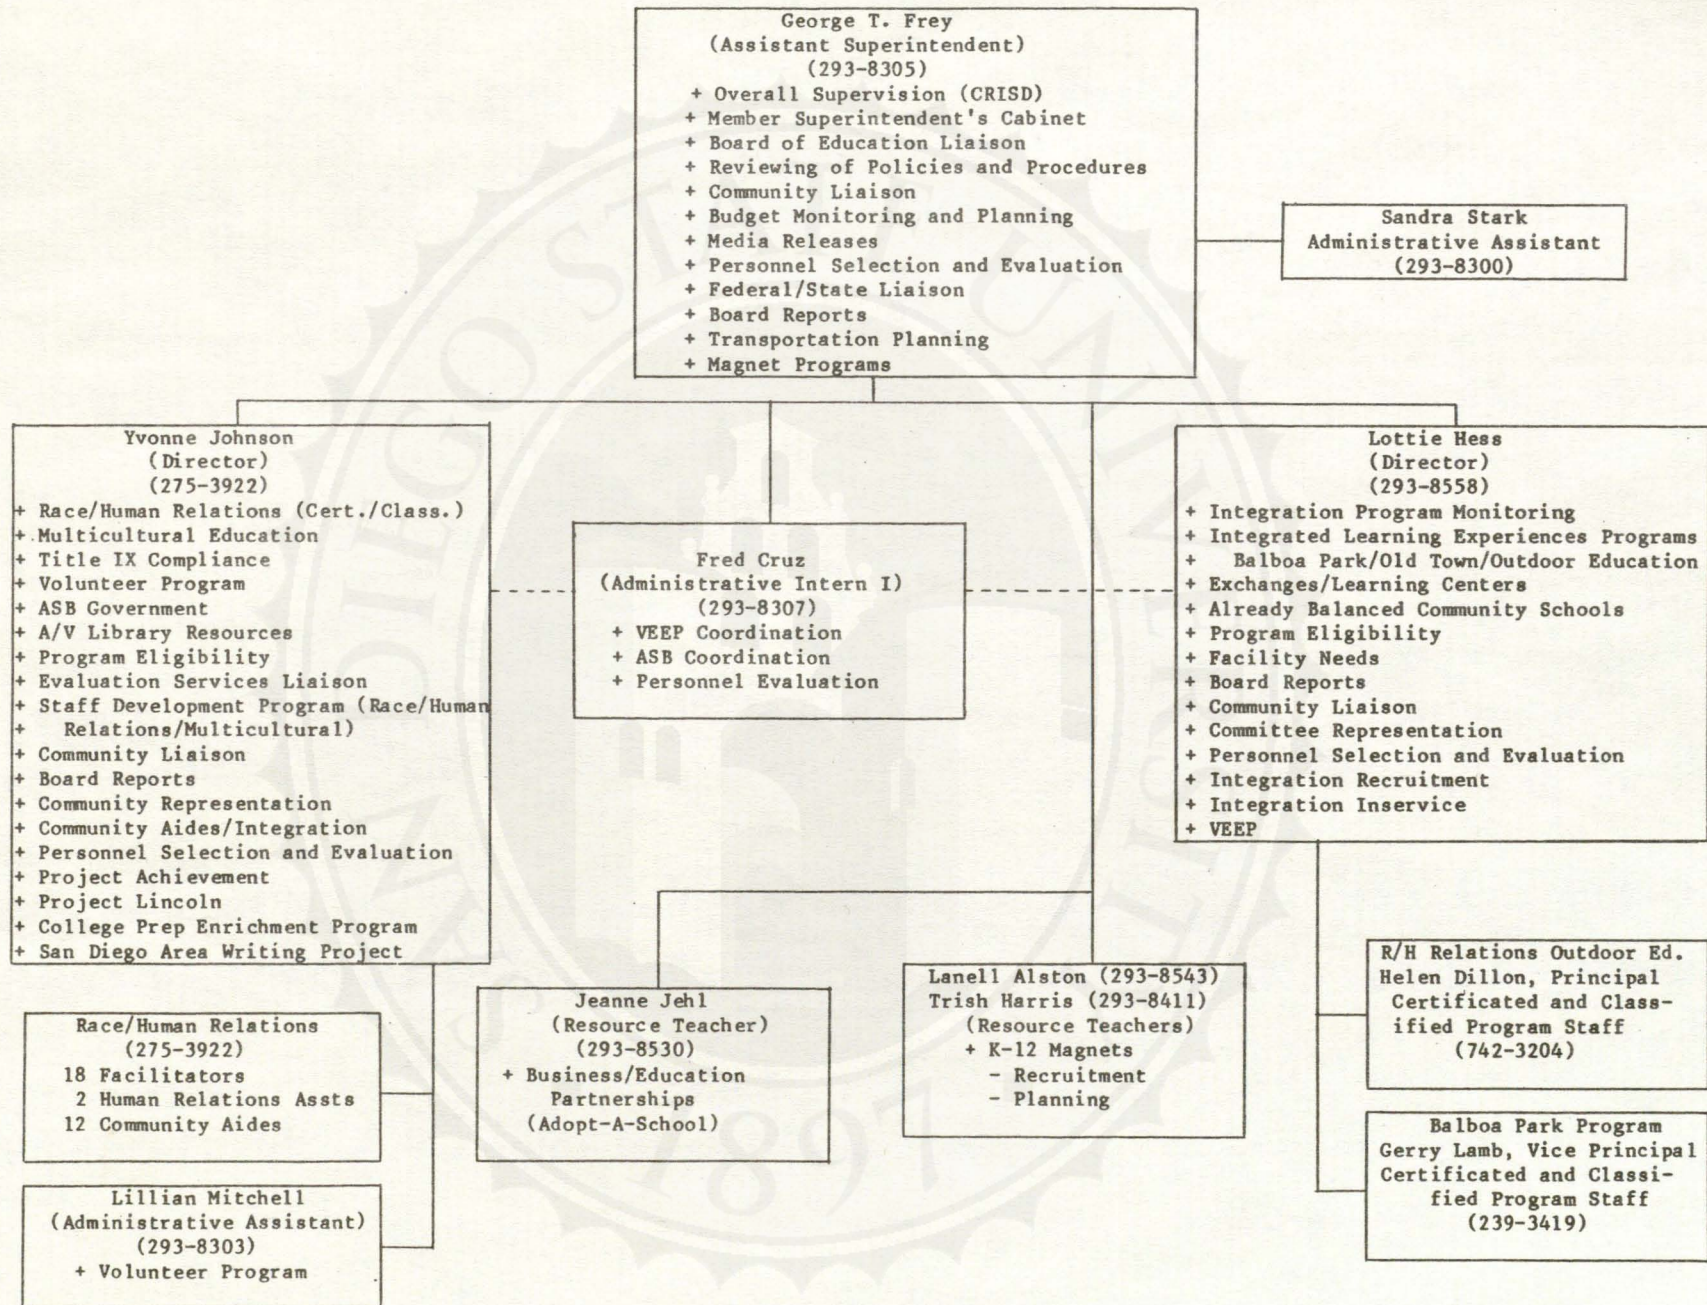 George T. Frey
(Assistant Superintendent)
(293-8305)
+ Overall Supervision (CRISD)
+ Member Superintendent's Cabinet
+ Board of Education Liaison
+ Reviewing of Policies and Procedures
+ Community Liaison
+ Budget Monitoring and Planning
+ Media Releases
+ Personnel Selection and Evaluation
+ Federal/State Liaison
+ Board Reports
+ Transportation Planning
+ Magnet Programs
Sandra Stark
Administrative Assistant
(293-8300)
Yvonne Johnson
(Director)
(275-3922)
+ Race/Human Relations (Cert./Class.)
+ Multicultural Education
+ Title IX Compliance
+ Volunteer Program
+ ASB Government
+ A/V Library Resources
+ Program Eligibility
+ Evaluation Services Liaison
+ Staff Development Program (Race/Human
+ Relations/Multicultural)
+ Community Liaison
+ Board Reports
+ Community Representation
+ Community Aides/Integration
+ Personnel Selection and Evaluation
+ Project Achievement
+ Project Lincoln
+ College Prep Enrichment Program
+ San Diego Area Writing Project
Fred Cruz
(Administrative Intern I)
(293-8307)
+ VEEP Coordination
+ ASB Coordination
+ Personnel Evaluation
Lottie Hess
(Director)
(293-8558)
+ Integration Program Monitoring
+ Integrated Learning Experiences Programs
+ Balboa Park/Old Town/Outdoor Education
+ Exchanges/Learning Centers
+ Already Balanced Community Schools
+ Program Eligibility
+ Facility Needs
+ Board Reports
+ Community Liaison
+ Committee Representation
+ Personnel Selection and Evaluation
+ Integration Recruitment
+ Integration Inservice
+ VEEP
Race/Human Relations
(275-3922)
18 Facilitators
2 Human Relations Assts
12 Community Aides
Lillian Mitchell
(Administrative Assistant)
(293-8303)
+ Volunteer Program
Jeanne Jehl
(Resource Teacher)
(293-8530)
+ Business/Education
Partnerships
(Adopt-A-School)
Lanell Alston (293-8543)
Trish Harris (293-8411)
(Resource Teachers)
+ K-12 Magnets
- Recruitment
- Planning
R/H Relations Outdoor Ed.
Helen Dillon, Principal
Certificated and Class-
ified Program Staff
(742-3204)
Balboa Park Program
Gerry Lamb, Vice Principal
Certificated and Classi-
fied Program Staff
(239-3419)
SAN DIEGO STATE UNIVERSITY
1897